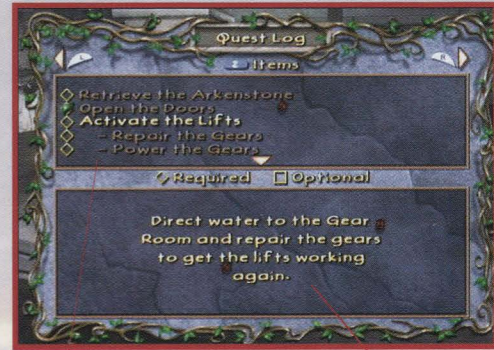 Quest Log
L
Z Items
R
Retrieve the Arkenstone
Open the Doors
Activate the Lifts
- Repair the Gears
- Power the Gears
Required Optional
Direct water to the Gear
Room and repair the gears
to get the lifts working
again.